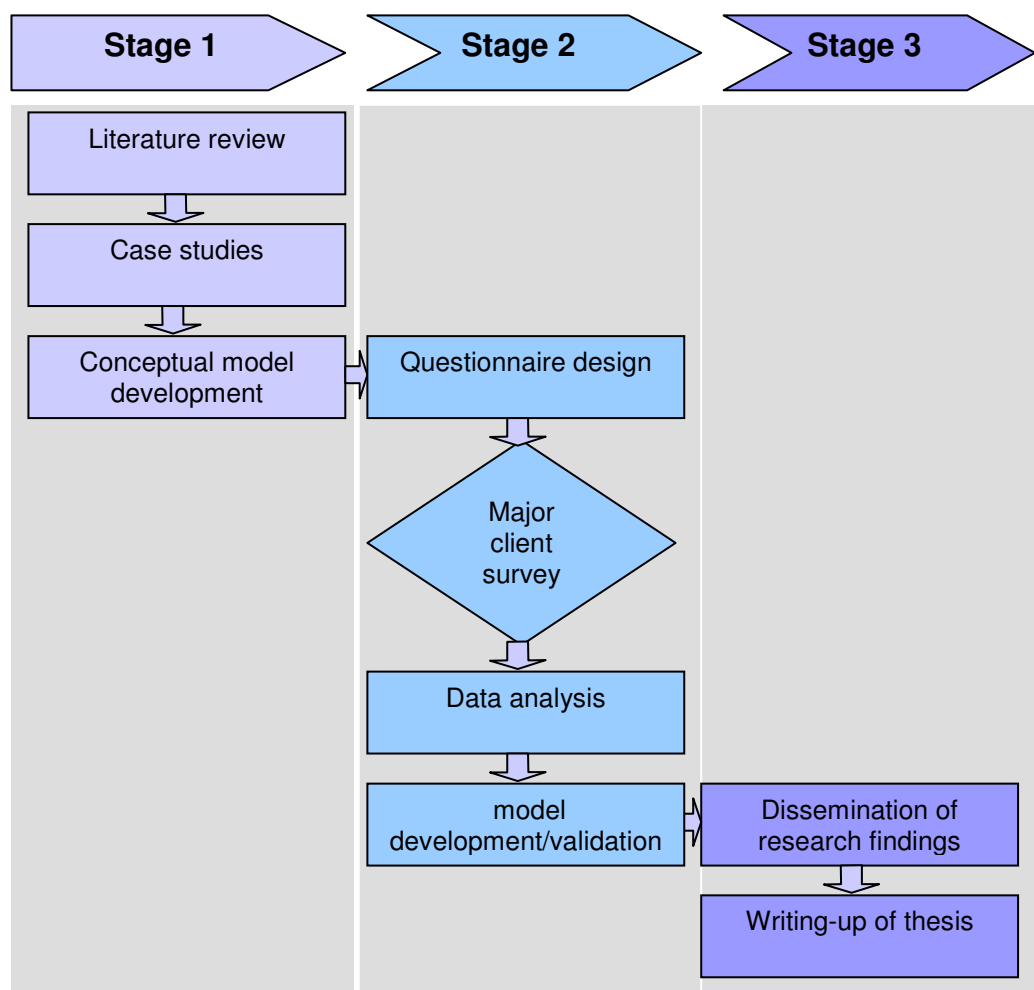 Stage 1
Stage 2
Stage 3
Literature review
Case studies
Conceptual model
development
Questionnaire design
Major
client
survey
Data analysis
model
development/validation
Dissemination of
research findings
Writing-up of thesis